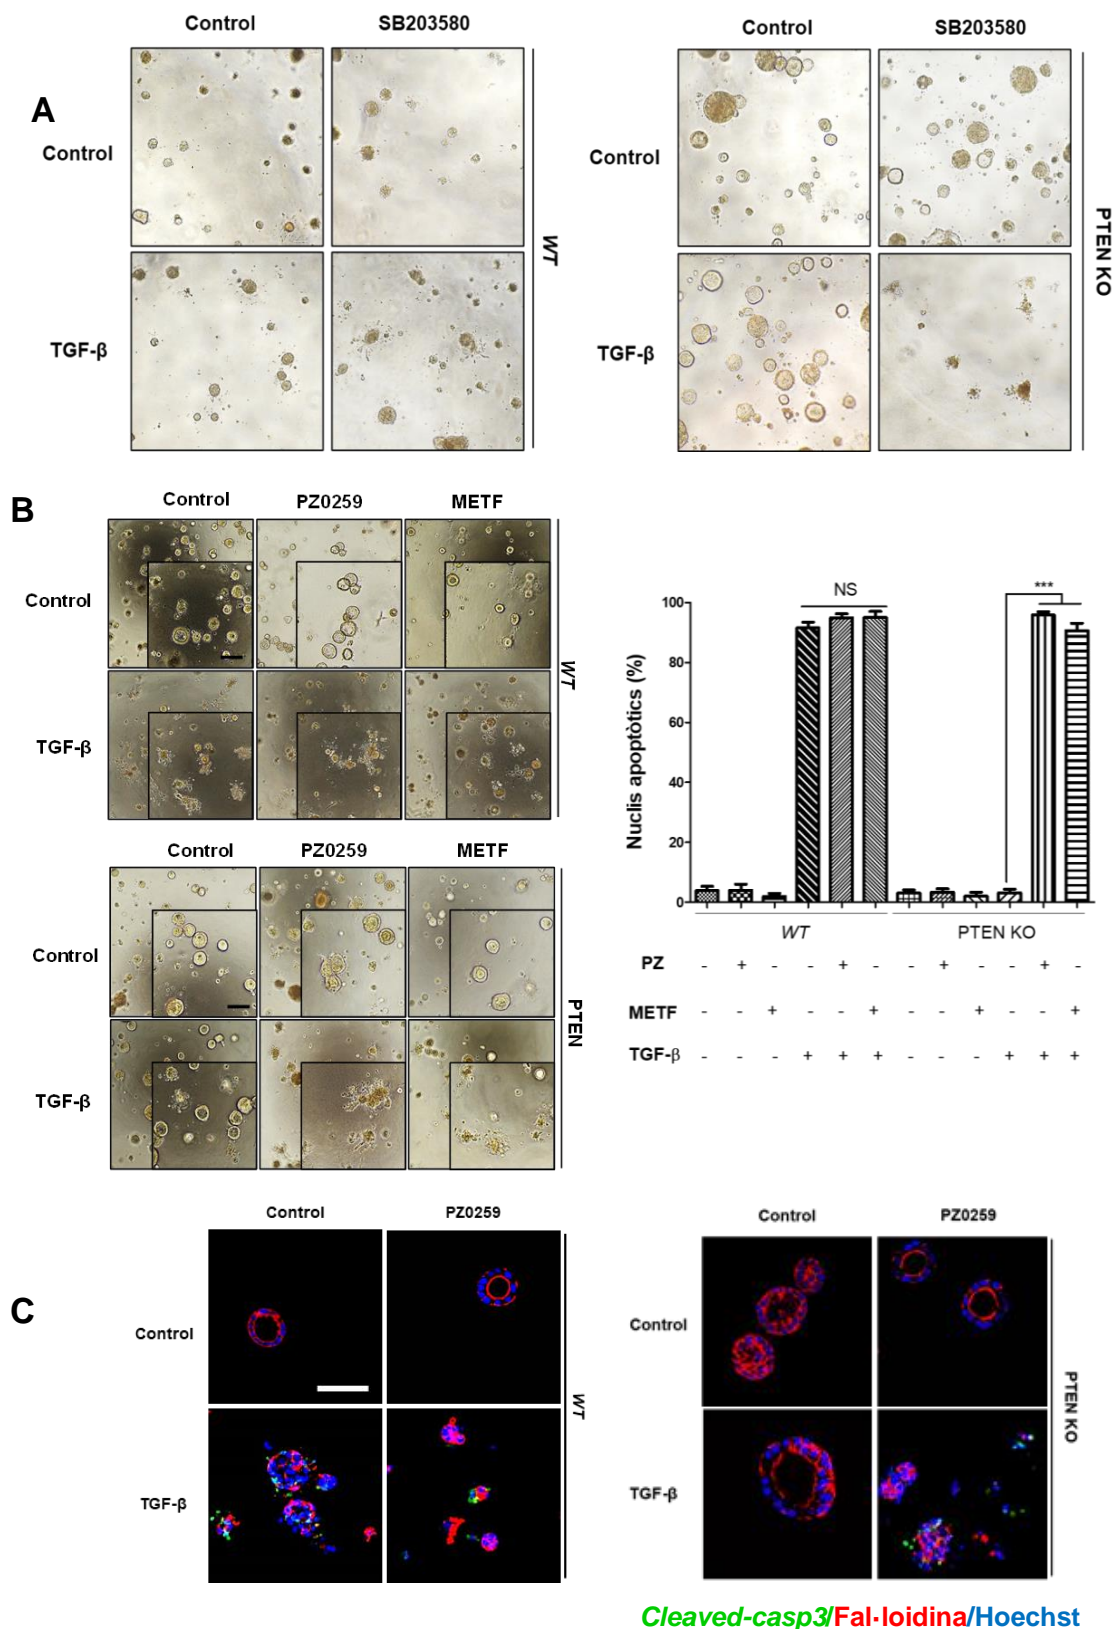 Control SB203580
Control SB203580
A
Control
TGF-β
WT
Control
TGF-β
PTEN KO
B
Control PZ0259 METF
Control
TGF-β
WT
Control PZ0259 METF
Control
TGF-β
PTEN
Nuclis apoptòtics (%)
100
80
60
40
20
0
NS
***
WT PTEN KO
PZ - + - - + - - + - - + -
METF - - + - - + - - + - - +
TGF-β - - - + + + - - - + + +
C
Control PZ0259
Control
TGF-β
WT
Control PZ0259
Control
TGF-β
PTEN KO
Cleaved-casp3/Fal·loidina/Hoechst